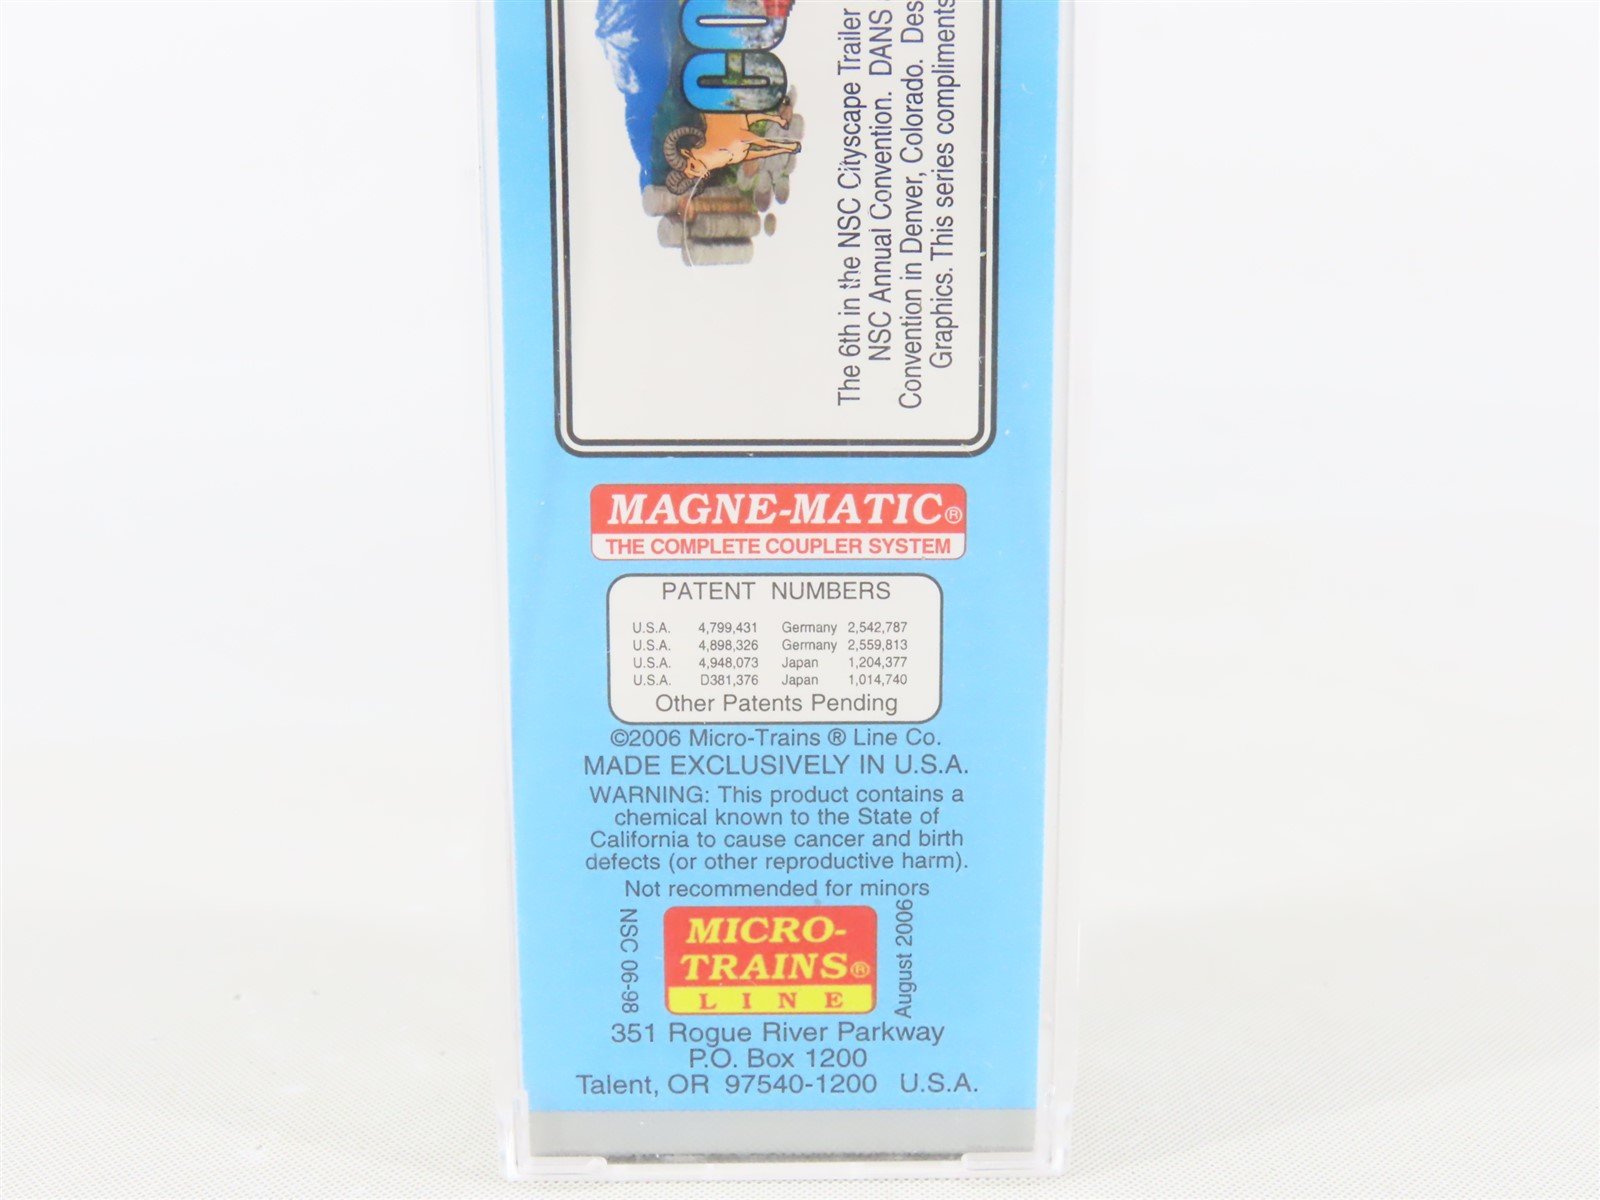 CO
The 6th in the NSC Cityscape Trailer
NSC Annual Convention. DANS
Convention in Denver, Colorado. Des
Graphics. This series compliments
MAGNE-MATIC®
THE COMPLETE COUPLER SYSTEM
PATENT NUMBERS
U.S.A. 4,799,431 Germany 2,542,787
U.S.A. 4,898,326 Germany 2,559,813
U.S.A. 4,948,073 Japan 1,204,377
U.S.A. D381,376 Japan 1,014,740
Other Patents Pending
©2006 Micro-Trains ® Line Co.
MADE EXCLUSIVELY IN U.S.A.
WARNING: This product contains a
chemical known to the State of
California to cause cancer and birth
defects (or other reproductive harm).
Not recommended for minors
NSC 06-98
MICRO-
TRAINS®
LINE
August 2006
351 Rogue River Parkway
P.O. Box 1200
Talent, OR 97540-1200 U.S.A.